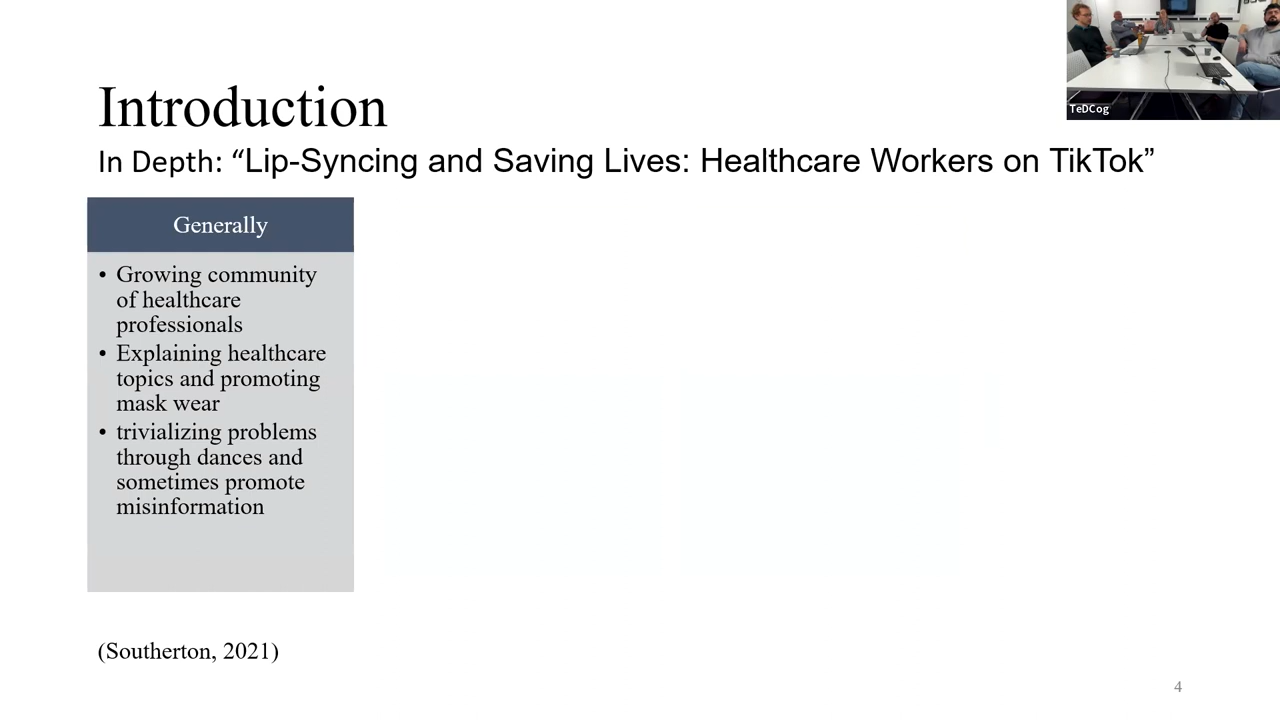 TeDCog
Introduction
In Depth: “Lip-Syncing and Saving Lives: Healthcare Workers on TikTok”
Generally
• Growing community
of healthcare
professionals
• Explaining healthcare
topics and promoting
mask wear
• trivializing problems
through dances and
sometimes promote
misinformation
(Southerton, 2021)
4